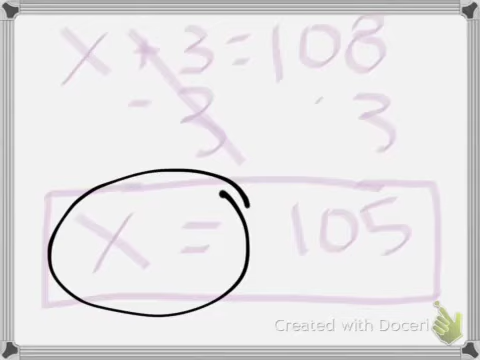 x + 3 = 108
- 3 - 3
x = 105
Created with Doceri